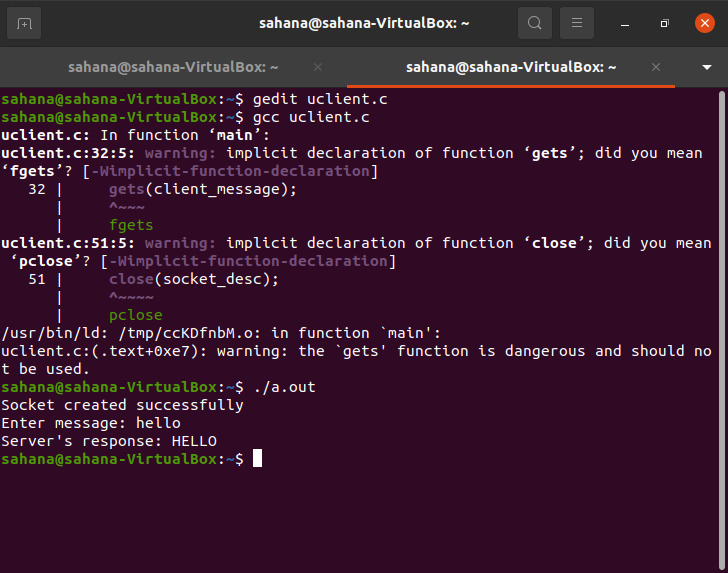 sahana@sahana-VirtualBox: ~
sahana@sahana-VirtualBox: ~ sahana@sahana-VirtualBox: ~
sahana@sahana-VirtualBox:~$ gedit uclient.c
sahana@sahana-VirtualBox:~$ gcc uclient.c
uclient.c: In function ‘main’:
uclient.c:32:5: warning: implicit declaration of function ‘gets’; did you mean
‘fgets’? [-Wimplicit-function-declaration]
   32 |     gets(client_message);
      |     ^~~~
      |     fgets
uclient.c:51:5: warning: implicit declaration of function ‘close’; did you mean
 ‘pclose’? [-Wimplicit-function-declaration]
   51 |     close(socket_desc);
      |     ^~~~~
      |     pclose
/usr/bin/ld: /tmp/ccKDfnbM.o: in function `main':
uclient.c:(.text+0xe7): warning: the `gets' function is dangerous and should no
t be used.
sahana@sahana-VirtualBox:~$ ./a.out
Socket created successfully
Enter message: hello
Server's response: HELLO
sahana@sahana-VirtualBox:~$